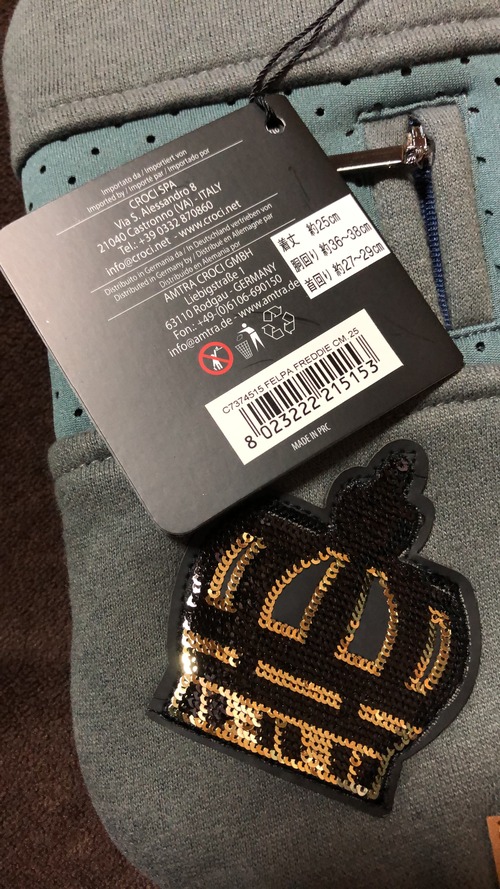 Importato da / Importiert von
Imported by / Importé par / Importado por
CROCI SPA
Via S. Alessandro 8
21040 Castronno (VA) , ITALY
Tel.: +39 0332 870860
info@croci.net - www.croci.net
Distribuito in Germania da / In Deutschland vertrieben von
Distributed in Germany by / Distribué en Allemagne par
Distribuido en Alemania por
AMTRA CROCI GMBH
Liebigstraße 1
63110 Rodgau- GERMANY
Fon.: +49-(0)6106-690150
info@amtra.de - www.amtra.de
着丈 約25cm
胴回り 約36~38cm
首回り 約27~29cm
C7374515 FELPA FREDDIE CM. 25
8 023222 215153
MADE IN PRC